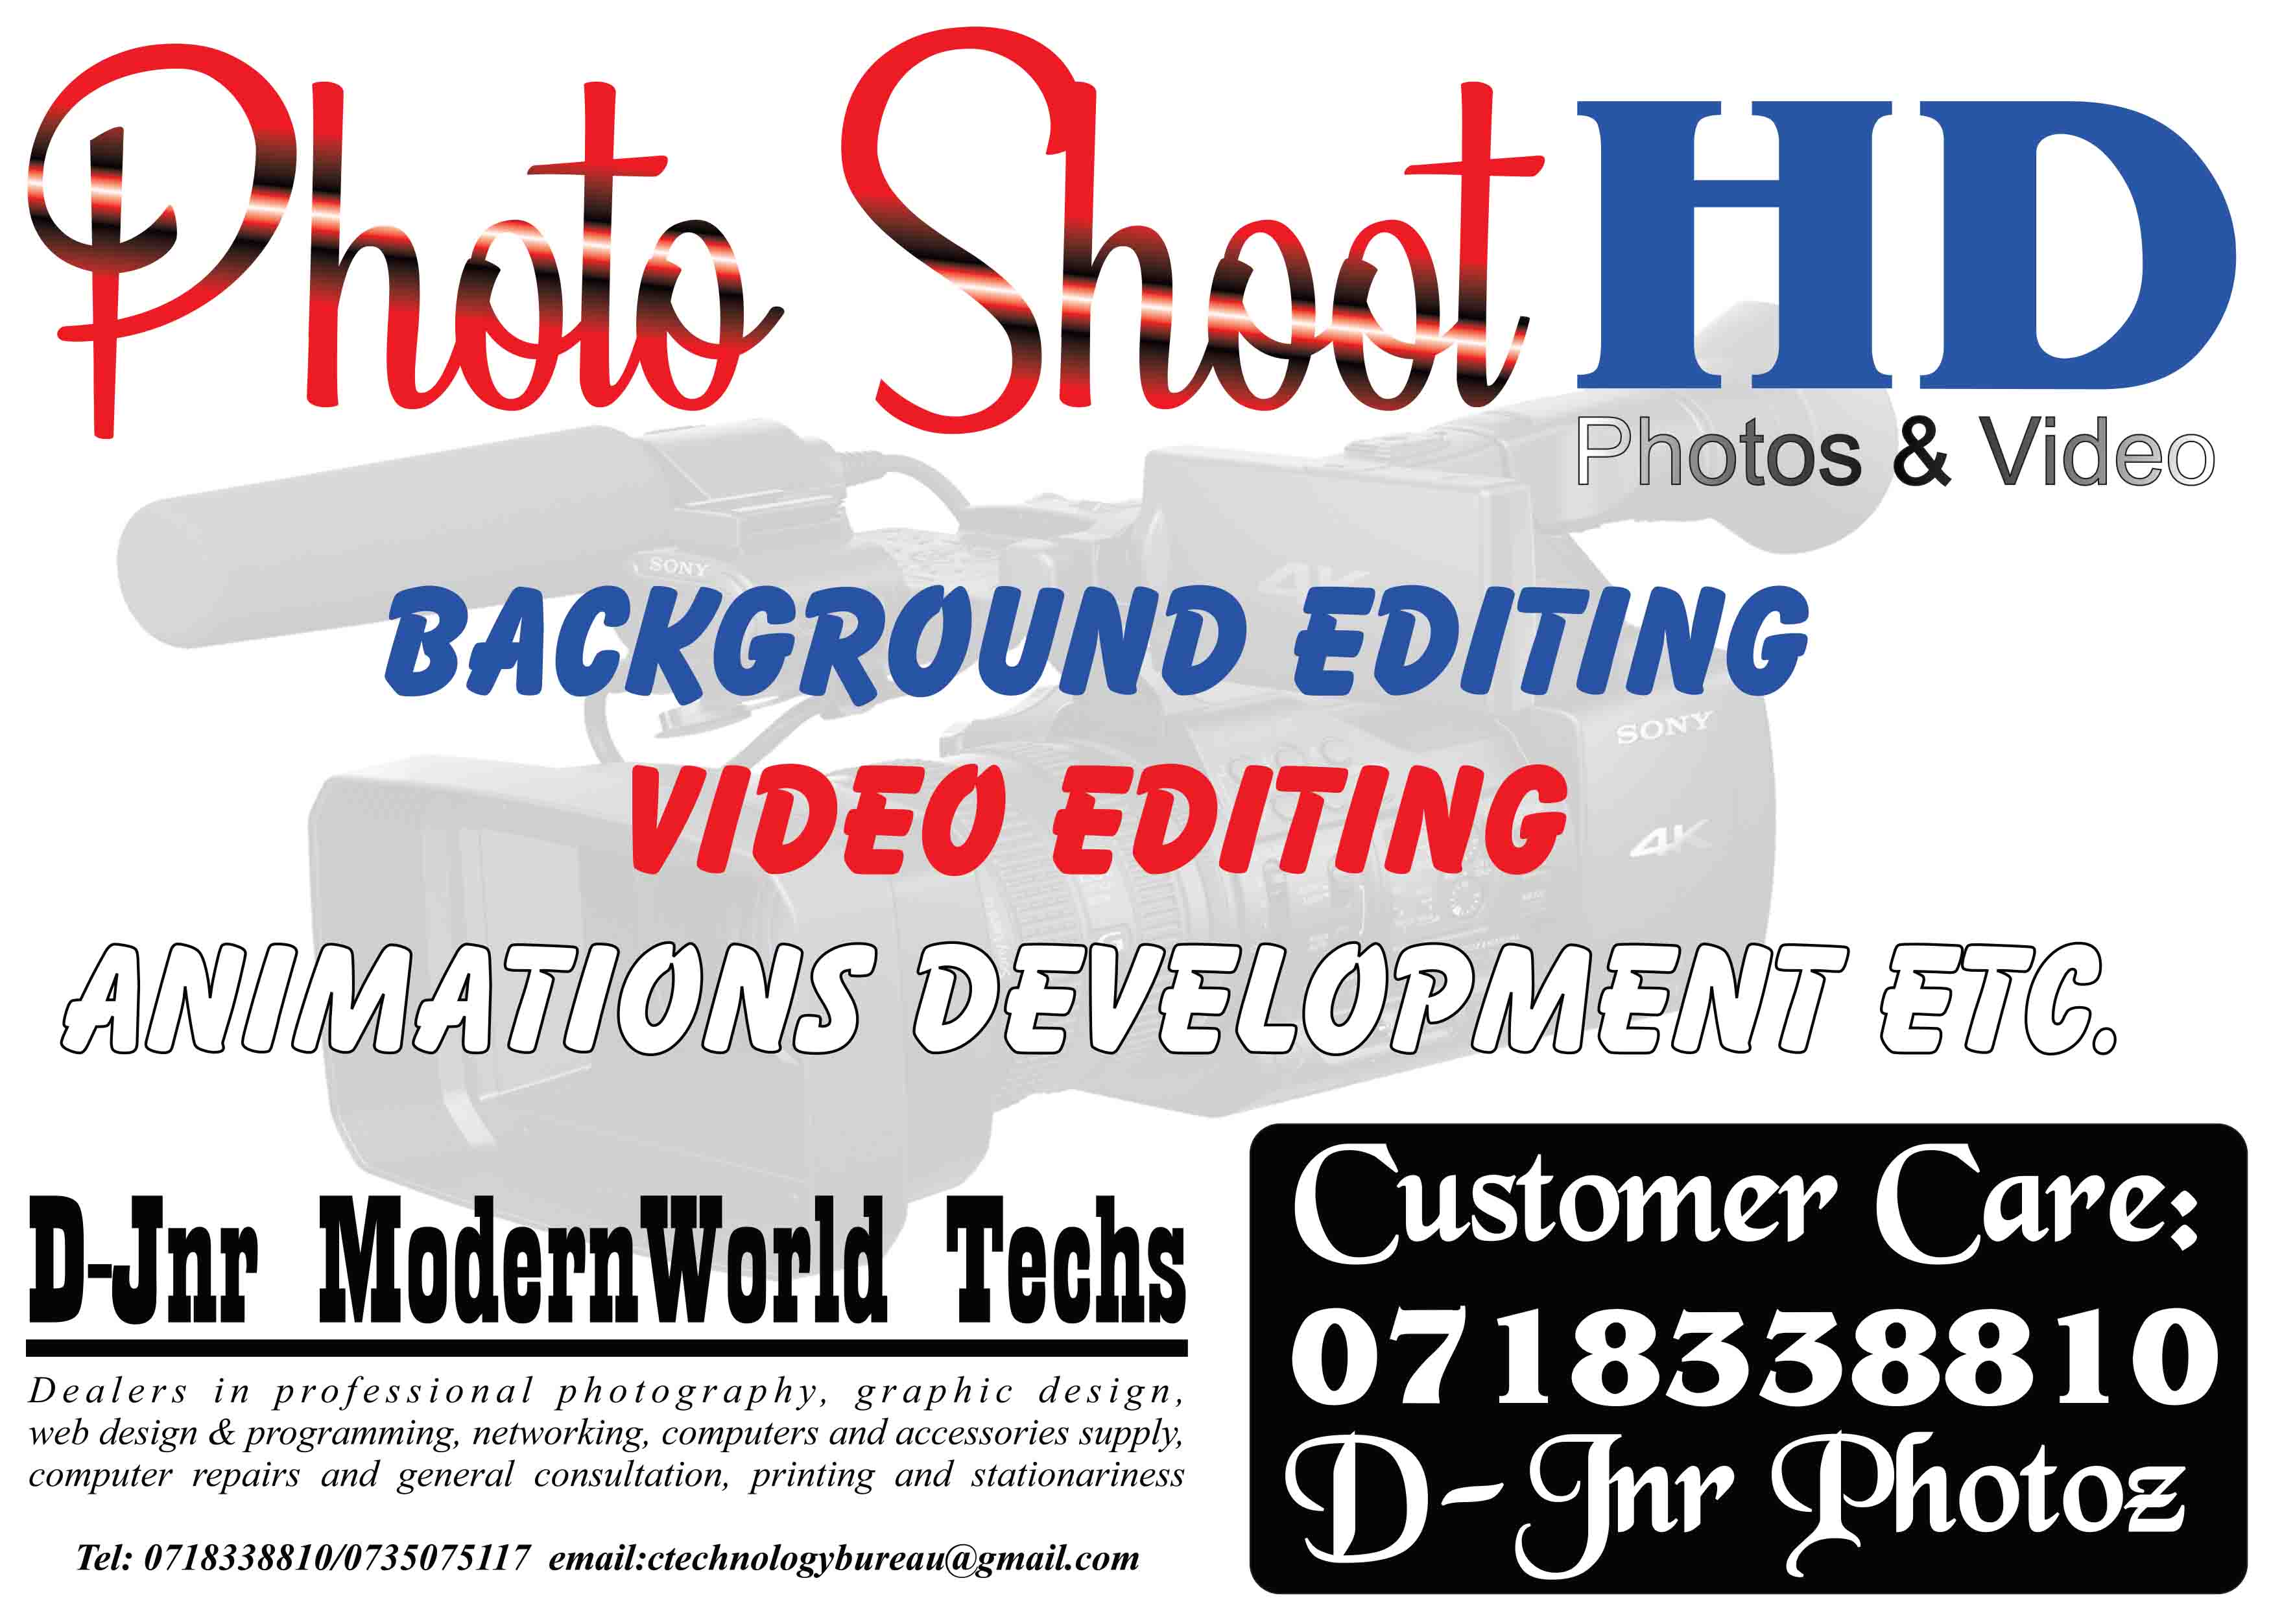 Photo Shoot HD
Photos & Video
SONY
4K
BACKGROUND EDITING
SONY
VIDEO EDITING
4K
ANIMATIONS DEVELOPMENT ETC.
D-Jnr ModernWorld Techs
Dealers in professional photography, graphic design,
web design & programming, networking, computers and accessories supply,
computer repairs and general consultation, printing and stationariness
Tel: 0718338810/0735075117 email:ctechnologybureau@gmail.com
Customer Care:
0718338810
D-Jnr Photoz